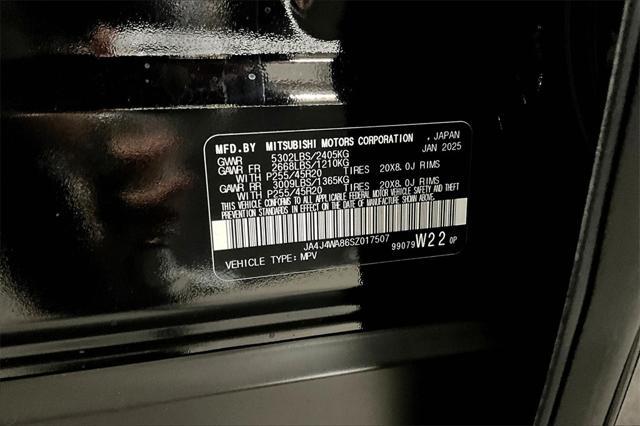 MFD.BY MITSUBISHI MOTORS CORPORATION , JAPAN
GVWR 5302LBS/2405KG JAN 2025
GAWR FR 2668LBS/1210KG
WITH P255/45R20 TIRES 20X8.0J RIMS
GAWR RR 3009LBS/1365KG
WITH P255/45R20 TIRES 20X8.0J RIMS
THIS VEHICLE CONFORMS TO ALL APPLICABLE FEDERAL MOTOR VEHICLE SAFETY AND THEFT
PREVENTION STANDARDS IN EFFECT ON THE DATE OF MANUFACTURE SHOWN ABOVE.
JA4J4WA86SZ017507
99079 W22 0P
VEHICLE TYPE: MPV